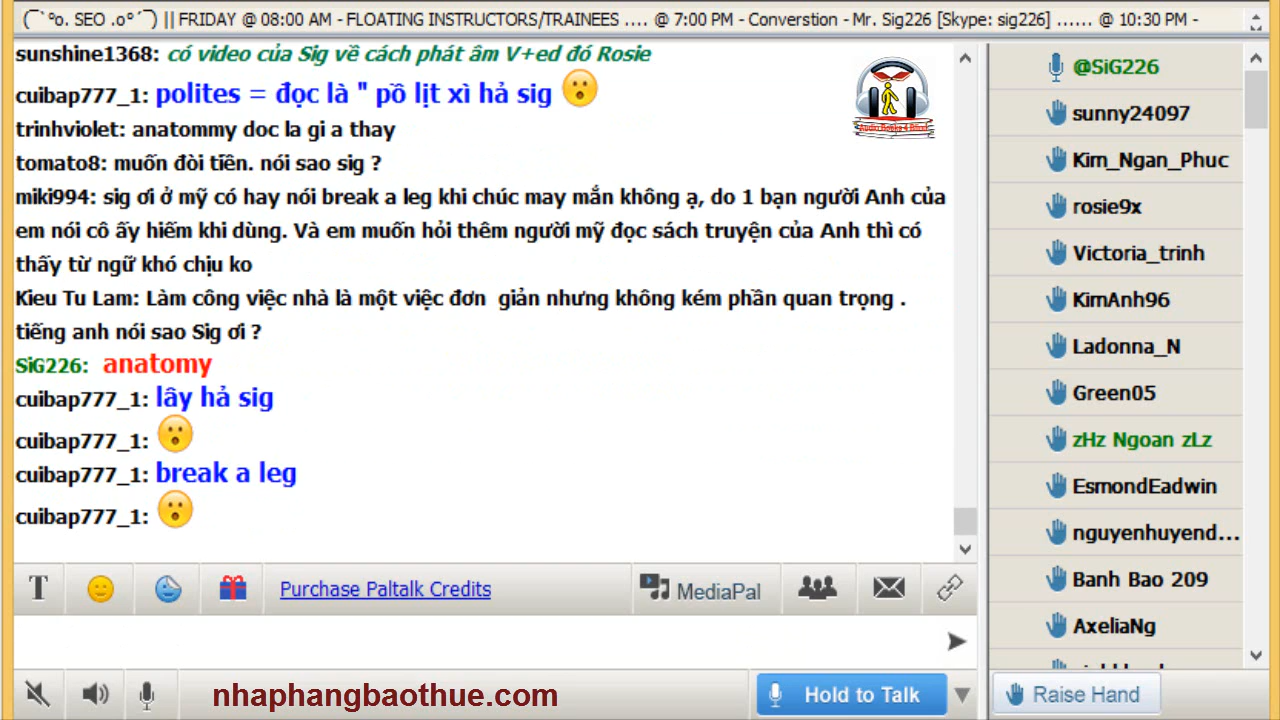 (¯`°o. SEO .o°´¯) || FRIDAY @ 08:00 AM - FLOATING INSTRUCTORS/TRAINEES .... @ 7:00 PM - Converstion - Mr. Sig226 [Skype: sig226] ...... @ 10:30 PM -
sunshine1368: có video của Sig về cách phát âm V+ed đó Rosie
cuibap777_1: polites = đọc là " pồ lịt xì hả sig
trinhviolet: anatommy doc la gi a thay
tomato8: muốn đòi tiền. nói sao sig ?
miki994: sig ơi ở mỹ có hay nói break a leg khi chúc may mắn không ạ, do 1 bạn người Anh của
em nói cô ấy hiếm khi dùng. Và em muốn hỏi thêm người mỹ đọc sách truyện của Anh thì có
thấy từ ngữ khó chịu ko
Kieu Tu Lam: Làm công việc nhà là một việc đơn  giản nhưng không kém phần quan trọng .
tiếng anh nói sao Sig ơi ?
SiG226: anatomy
cuibap777_1: lây hả sig
cuibap777_1:
cuibap777_1: break a leg
cuibap777_1:
Audio Books 4 Blind
@SiG226
sunny24097
Kim_Ngan_Phuc
rosie9x
Victoria_trinh
KimAnh96
Ladonna_N
Green05
zHz Ngoan zLz
EsmondEadwin
nguyenhuyend...
Banh Bao 209
AxeliaNg
T
Purchase Paltalk Credits
MediaPal
nhaphangbaothue.com
Hold to Talk
Raise Hand